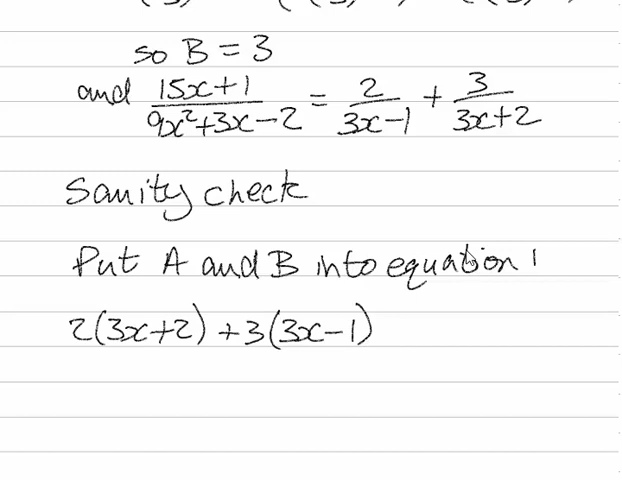 so B = 3
and (15x+1)/(9x²+3x-2) = 2/(3x-1) + 3/(3x+2)
Sanity check
Put A and B into equation 1
2(3x+2) + 3(3x-1)